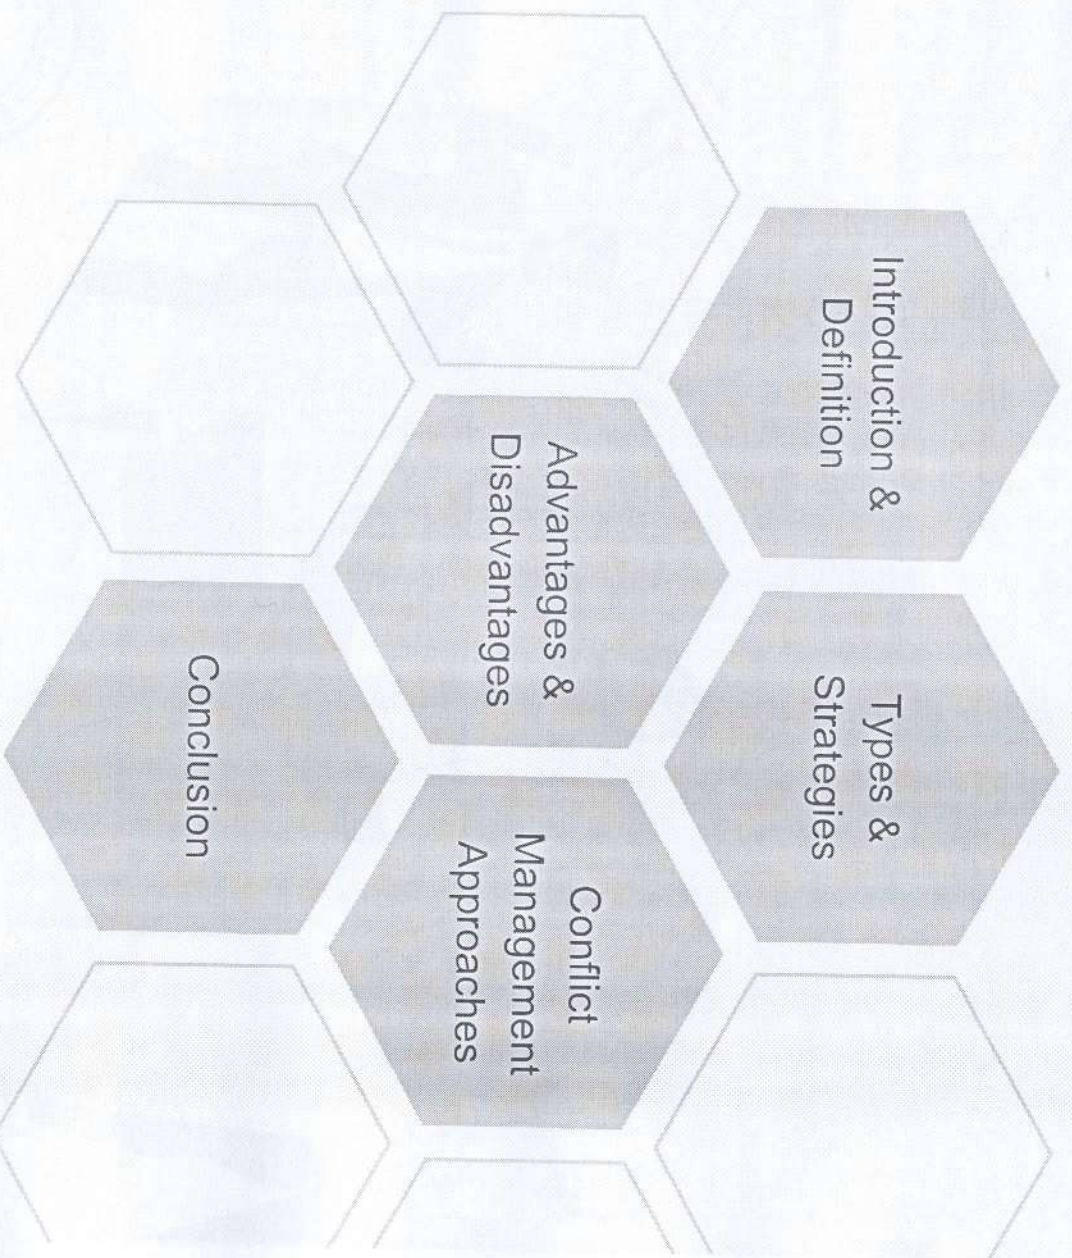 Introduction &
Definition
Types &
Strategies
Advantages &
Disadvantages
Conflict
Management
Approaches
Conclusion